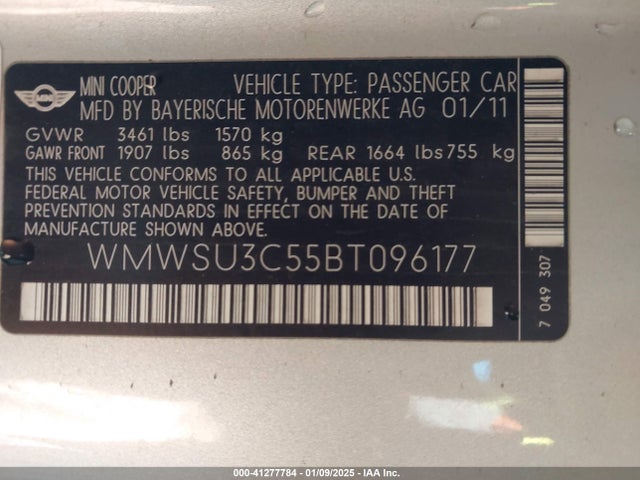 MINI
MINI COOPER VEHICLE TYPE: PASSENGER CAR
MFD BY BAYERISCHE MOTORENWERKE AG 01/11
GVWR 3461 lbs 1570 kg
GAWR FRONT 1907 lbs 865 kg REAR 1664 lbs 755 kg
THIS VEHICLE CONFORMS TO ALL APPLICABLE U.S.
FEDERAL MOTOR VEHICLE SAFETY, BUMPER AND THEFT
PREVENTION STANDARDS IN EFFECT ON THE DATE OF
MANUFACTURE SHOWN ABOVE.
WMWSU3C55BT096177
7 049 307
000-41277784 - 01/09/2025 - IAA Inc.